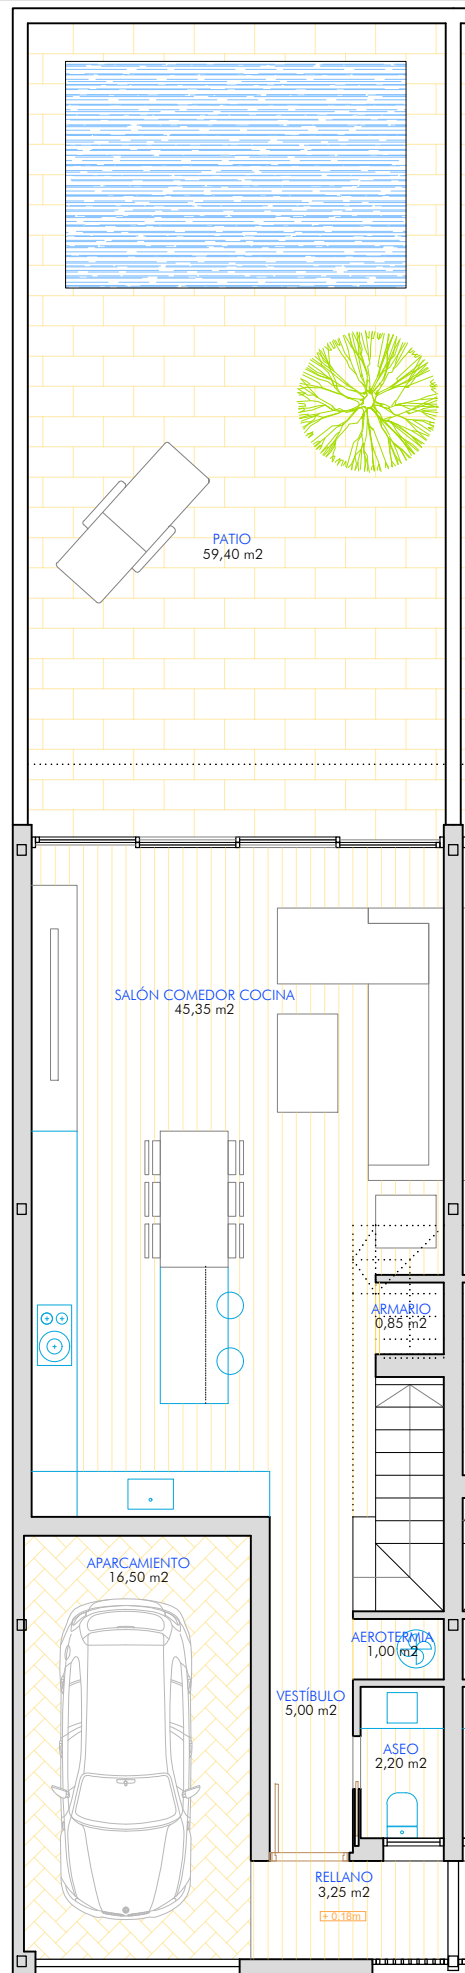 PATIO
59,40 m2
SALÓN COMEDOR COCINA
45,35 m2
ARMARIO
0,85 m2
APARCAMIENTO
16,50 m2
AEROTERMIA
1,00 m2
VESTÍBULO
5,00 m2
ASEO
2,20 m2
RELLANO
3,25 m2
+ 0,18m